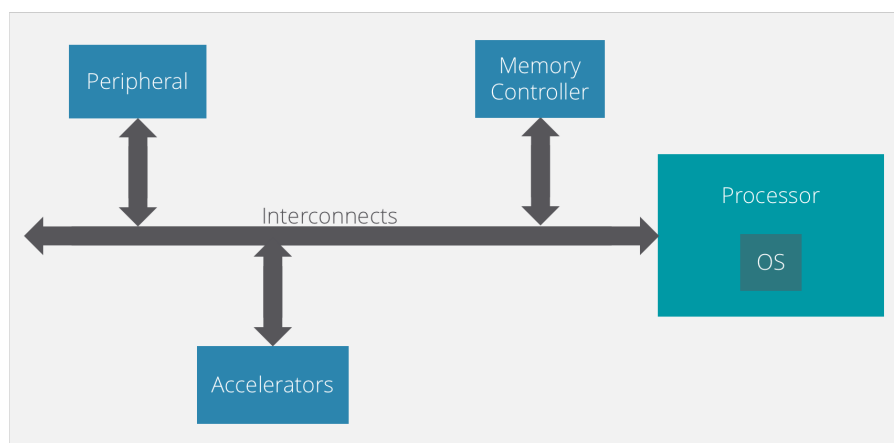 Peripheral
Memory
Controller
Processor
Interconnects
OS
Accelerators